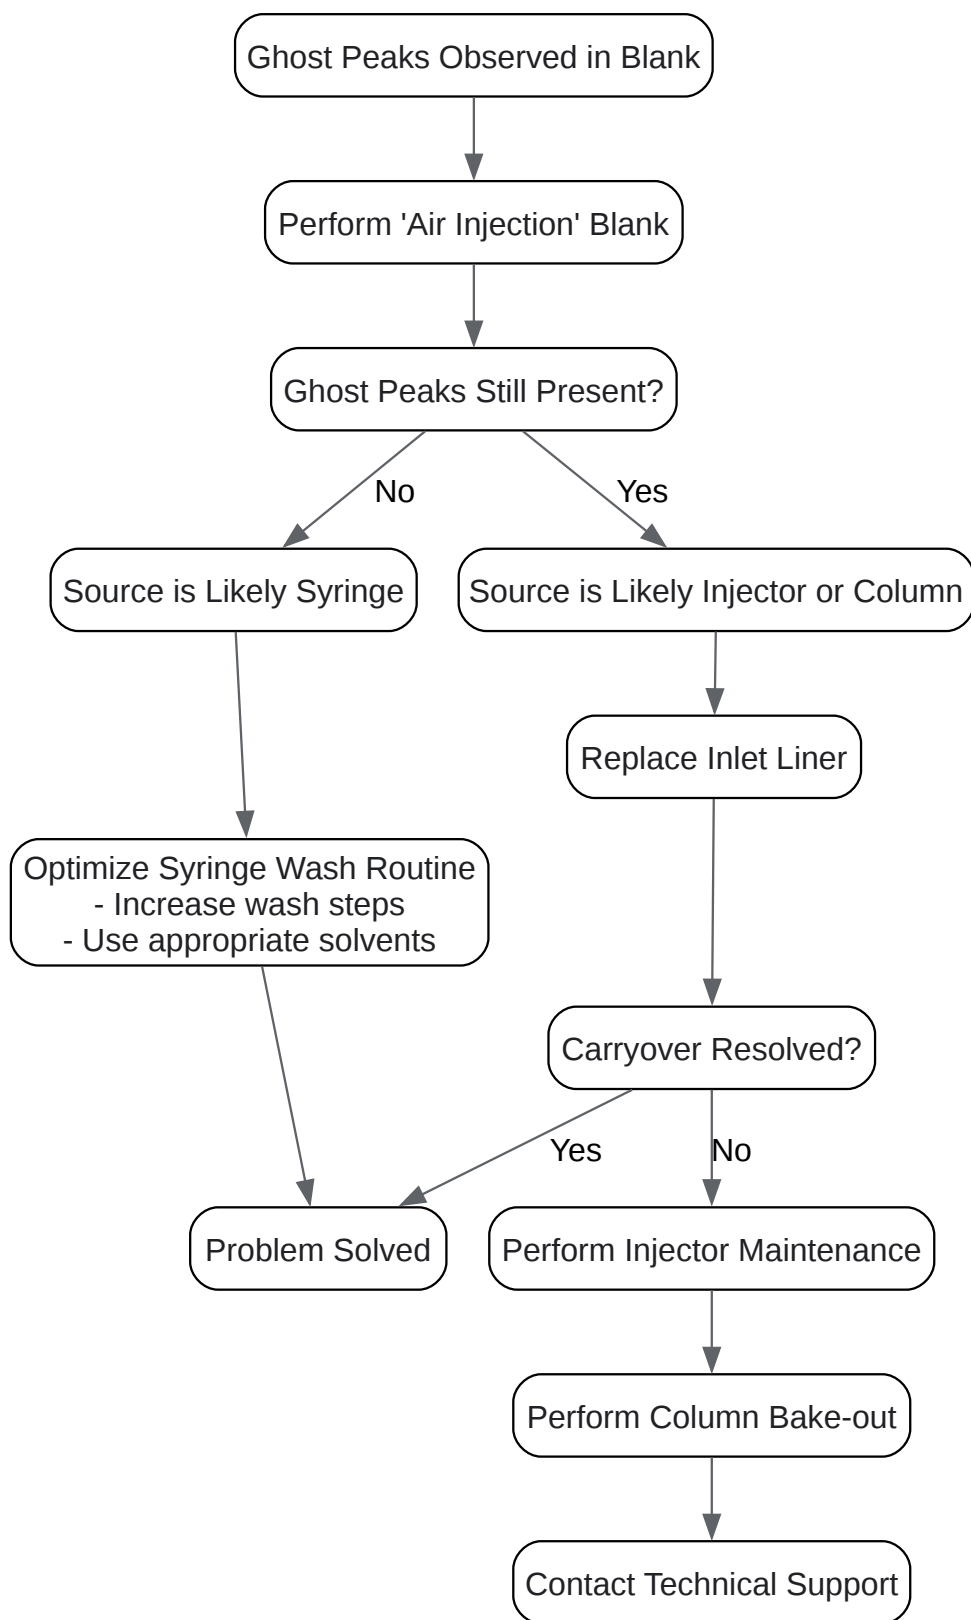 Ghost Peaks Observed in Blank
Perform 'Air Injection' Blank
Ghost Peaks Still Present?
No
Yes
Source is Likely Syringe
Source is Likely Injector or Column
Replace Inlet Liner
Optimize Syringe Wash Routine
- Increase wash steps
- Use appropriate solvents
Carryover Resolved?
Yes
No
Problem Solved
Perform Injector Maintenance
Perform Column Bake-out
Contact Technical Support